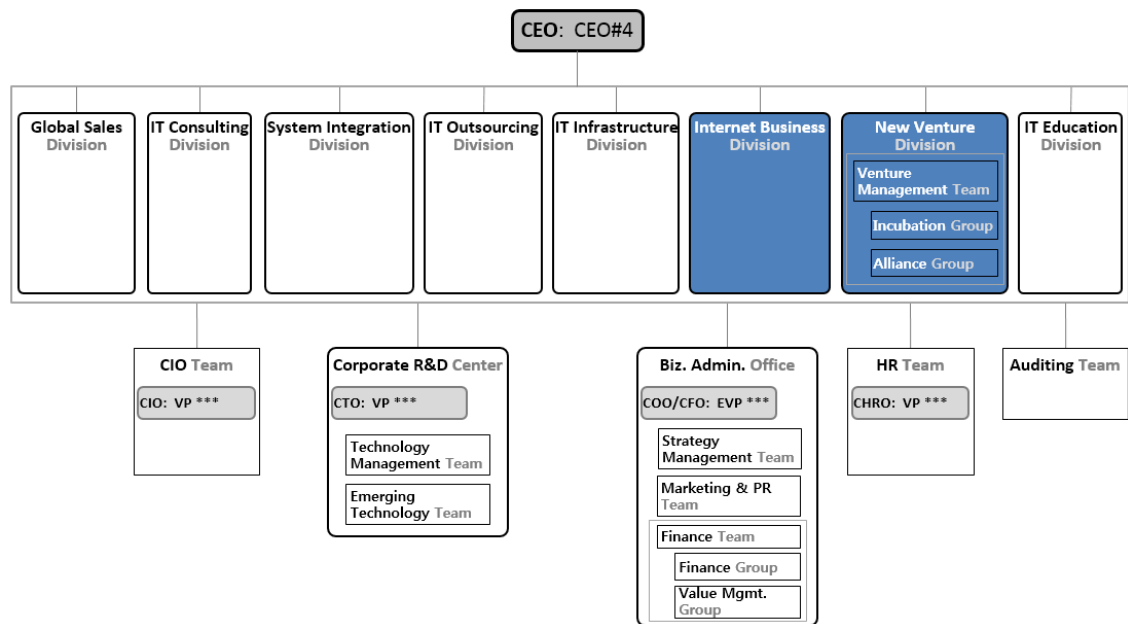 CEO: CEO#4
Global Sales
Division
IT Consulting
Division
System Integration
Division
IT Outsourcing
Division
IT Infrastructure
Division
Internet Business
Division
New Venture
Division
Venture
Management Team
Incubation Group
Alliance Group
IT Education
Division
CIO Team
CIO: VP ***
Corporate R&D Center
CTO: VP ***
Technology
Management Team
Emerging
Technology Team
Biz. Admin. Office
COO/CFO: EVP ***
Strategy
Management Team
Marketing & PR
Team
Finance Team
Finance Group
Value Mgmt.
Group
HR Team
CHRO: VP ***
Auditing Team